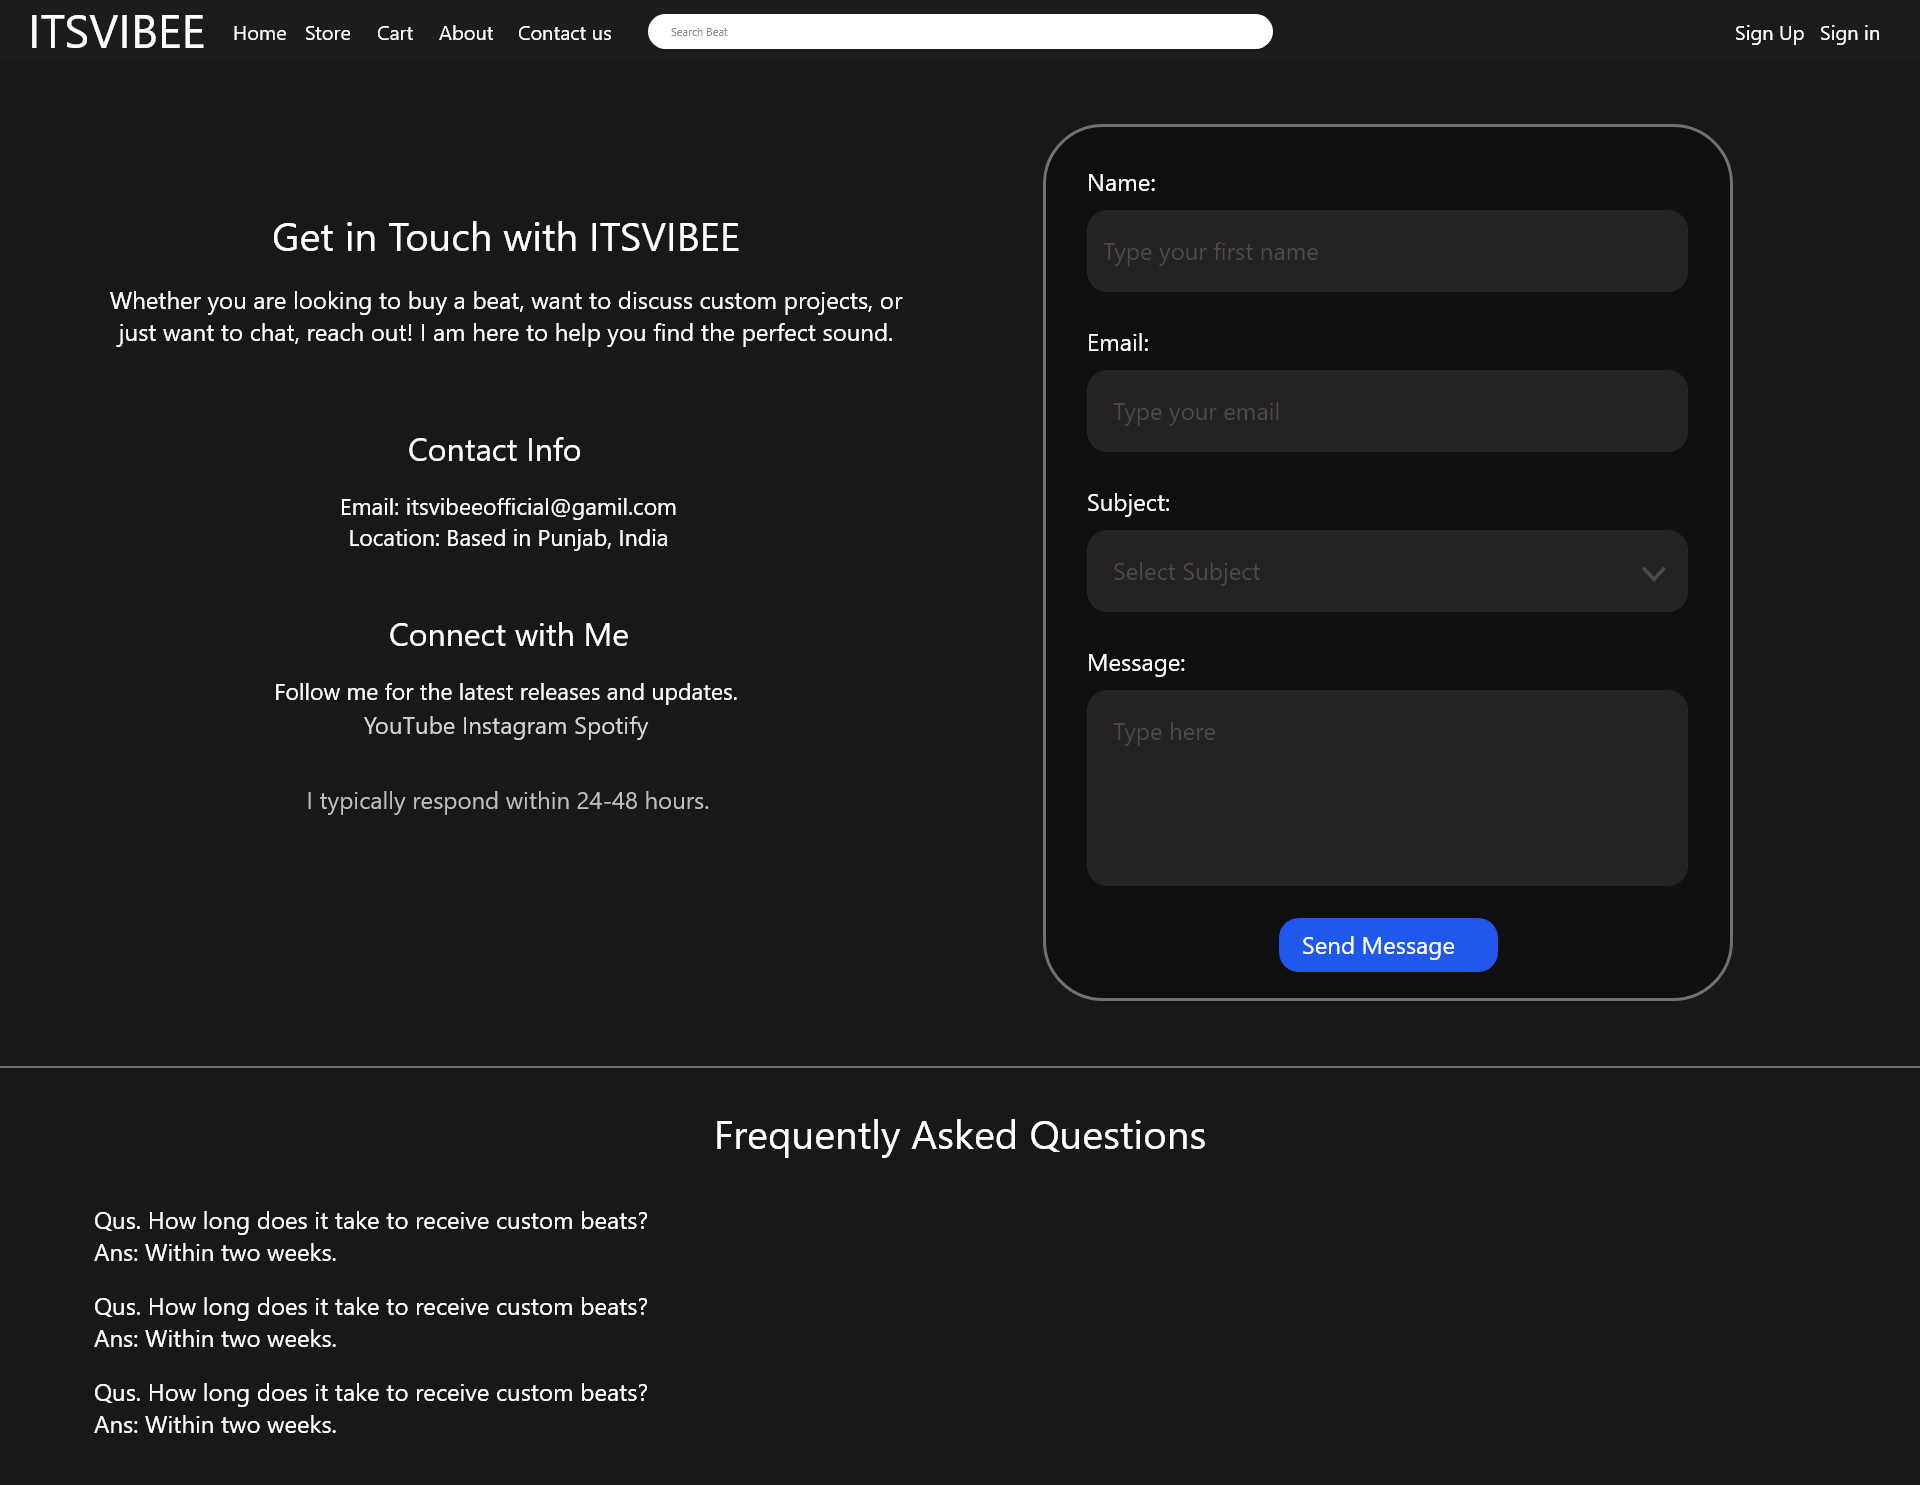 ITSVIBEE
Home Store Cart About Contact us
Search Beat
Sign Up Sign in
Get in Touch with ITSVIBEE
Whether you are looking to buy a beat, want to discuss custom projects, or
just want to chat, reach out! I am here to help you find the perfect sound.
Contact Info
Email: itsvibeeofficial@gamil.com
Location: Based in Punjab, India
Connect with Me
Follow me for the latest releases and updates.
YouTube Instagram Spotify
I typically respond within 24-48 hours.
Name:
Type your first name
Email:
Type your email
Subject:
Select Subject
Message:
Type here
Send Message
Frequently Asked Questions
Qus. How long does it take to receive custom beats?
Ans: Within two weeks.
Qus. How long does it take to receive custom beats?
Ans: Within two weeks.
Qus. How long does it take to receive custom beats?
Ans: Within two weeks.